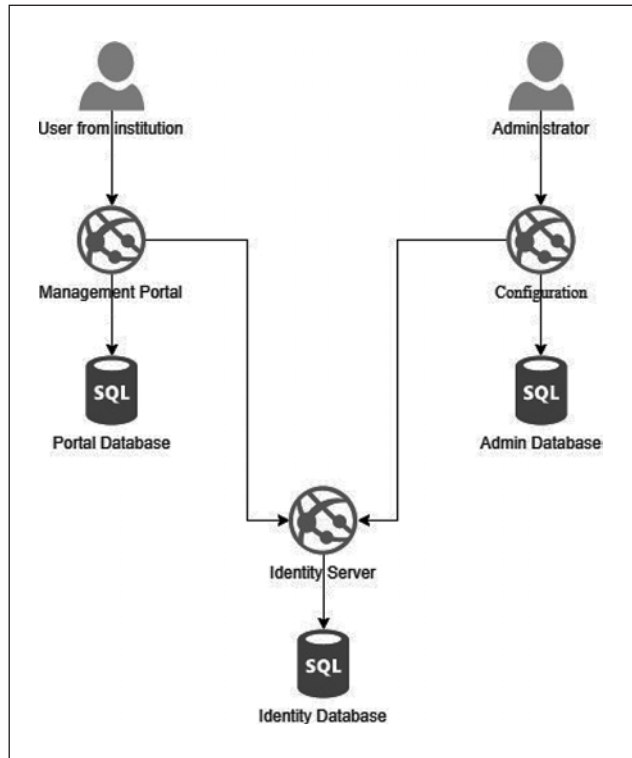 User from institution
Administrator
Management Portal
Configuration
SQL
SQL
Portal Database
Admin Database
Identity Server
SQL
Identity Database